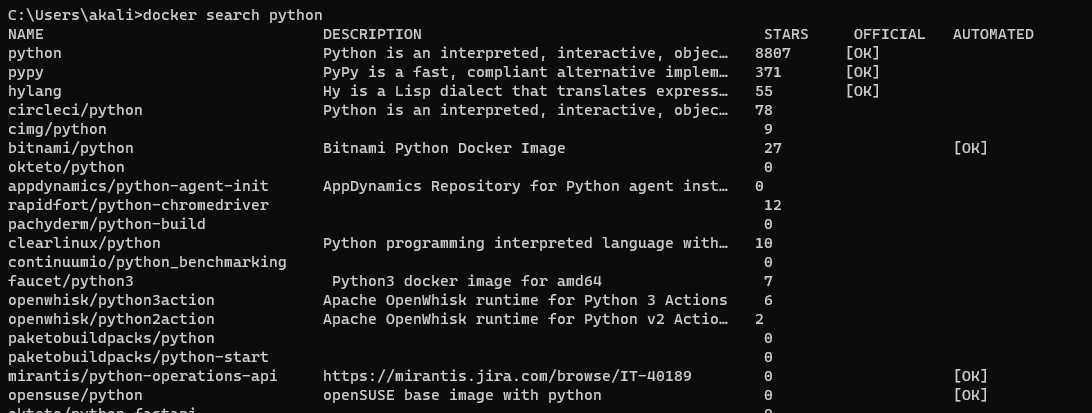 C:\Users\akali>docker search python
NAME DESCRIPTION STARS OFFICIAL AUTOMATED
python Python is an interpreted, interactive, objec… 8807 [OK]
pypy PyPy is a fast, compliant alternative implem… 371 [OK]
hylang Hy is a Lisp dialect that translates express… 55 [OK]
circleci/python Python is an interpreted, interactive, objec… 78
cimg/python 9
bitnami/python Bitnami Python Docker Image 27 [OK]
okteto/python 0
appdynamics/python-agent-init AppDynamics Repository for Python agent inst… 0
rapidfort/python-chromedriver 12
pachyderm/python-build 0
clearlinux/python Python programming interpreted language with… 10
continuumio/python_benchmarking 0
faucet/python3 Python3 docker image for amd64 7
openwhisk/python3action Apache OpenWhisk runtime for Python 3 Actions 6
openwhisk/python2action Apache OpenWhisk runtime for Python v2 Actio… 2
paketobuildpacks/python 0
paketobuildpacks/python-start 0
mirantis/python-operations-api https://mirantis.jira.com/browse/IT-40189 0 [OK]
opensuse/python openSUSE base image with python 0 [OK]
okteto/python-fastapi 0